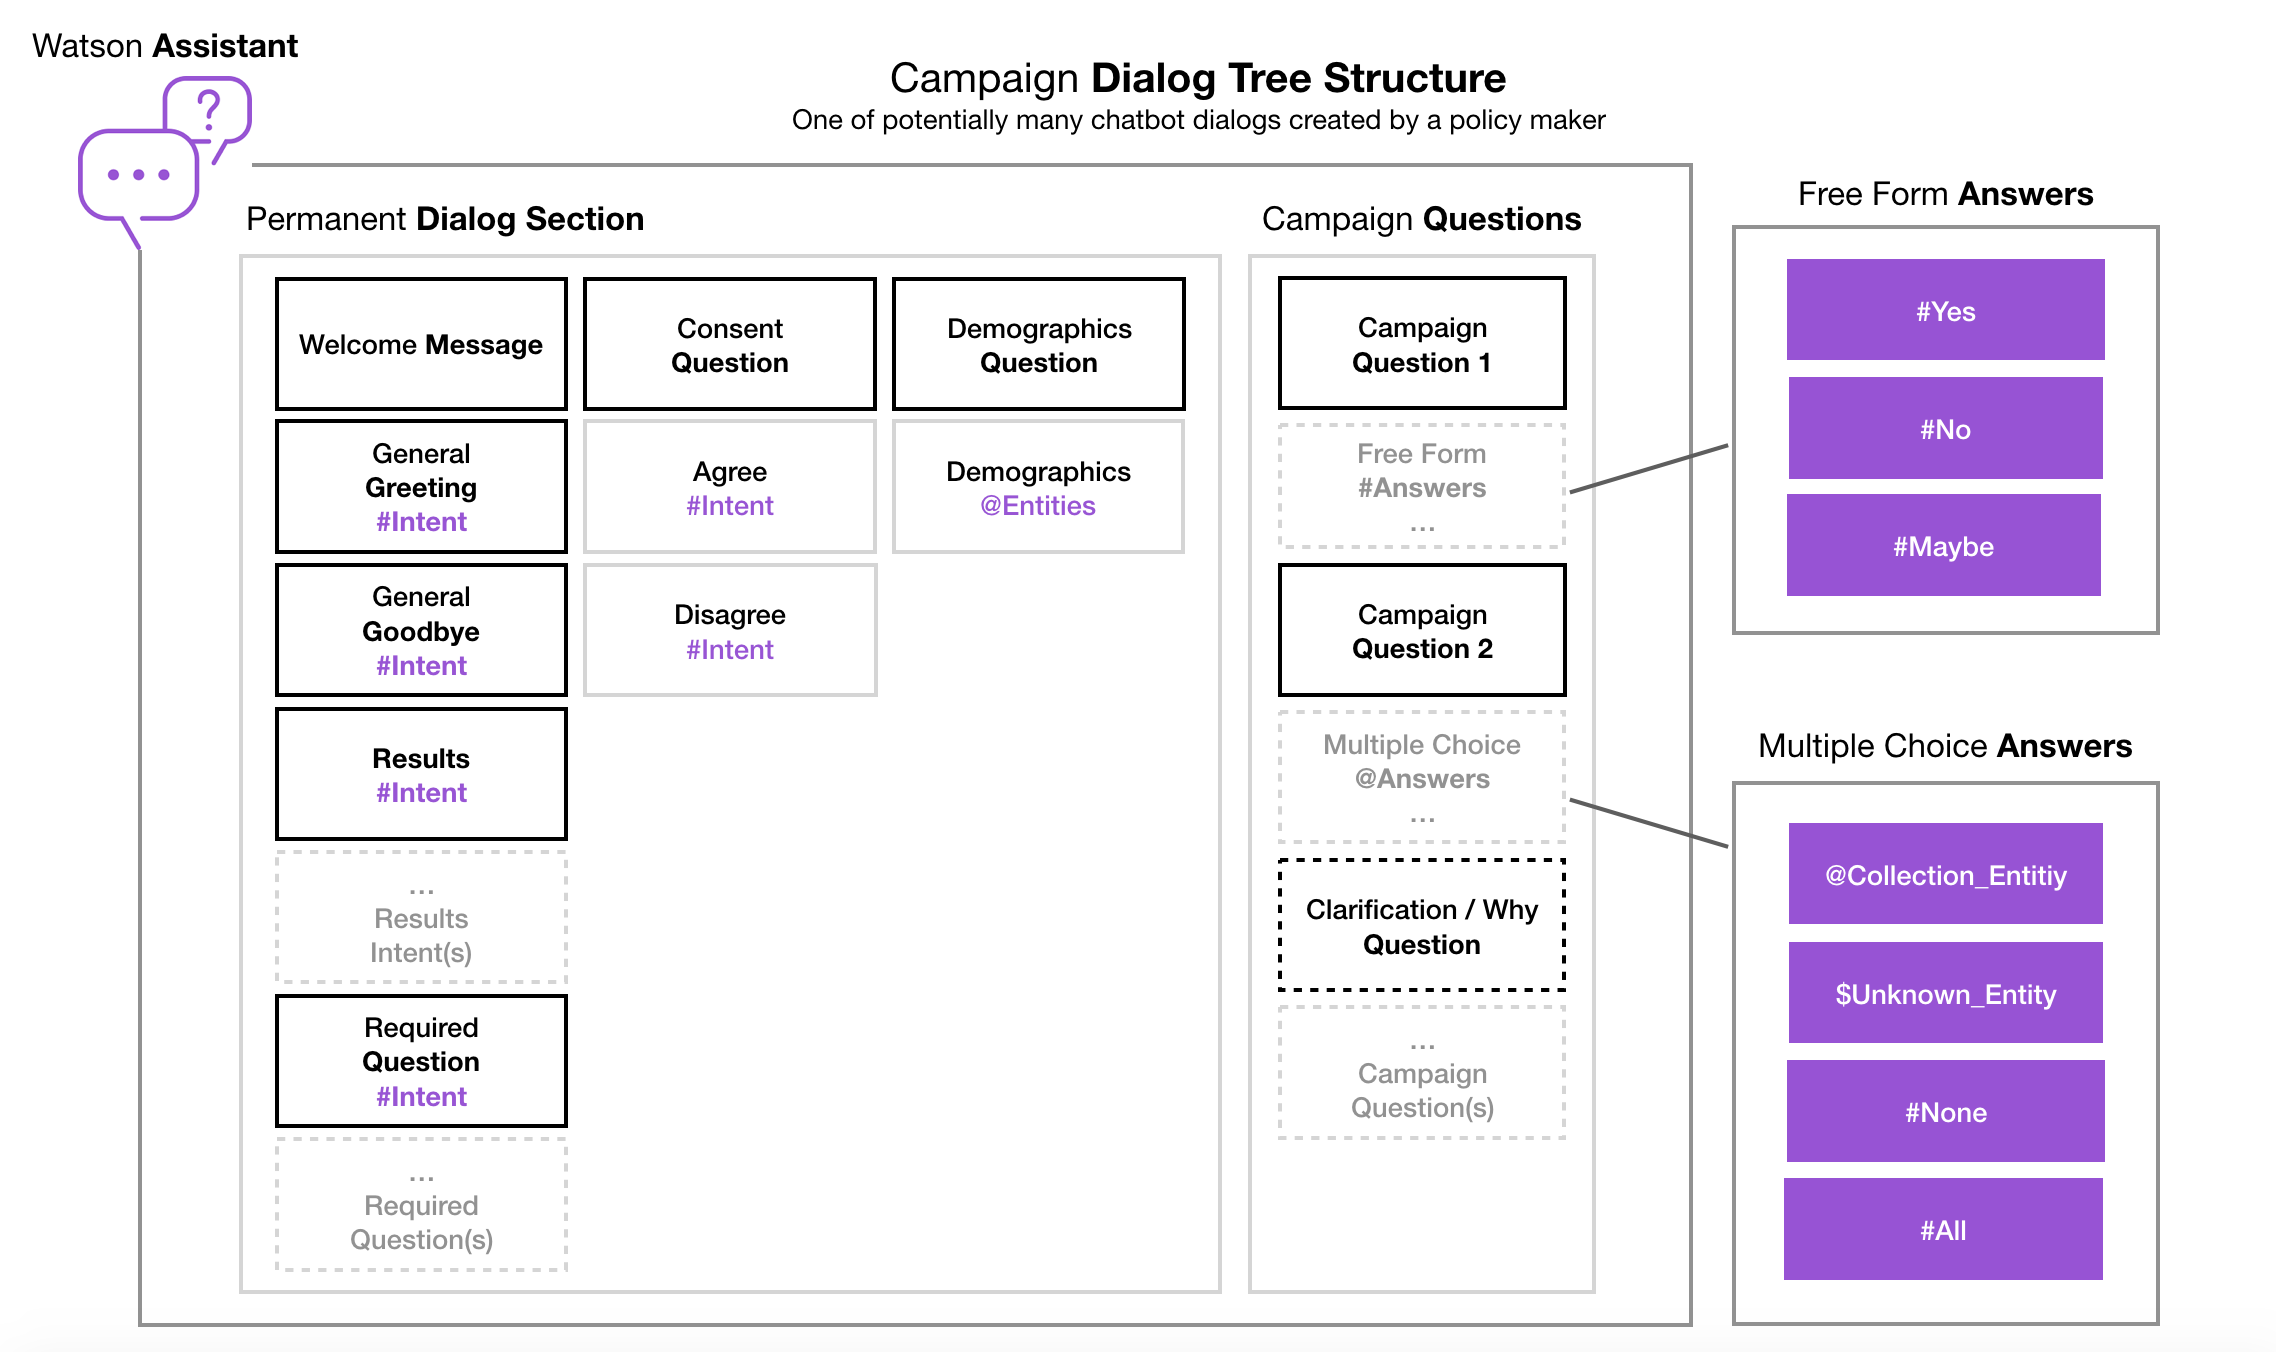 Watson Assistant
?
Campaign Dialog Tree Structure
One of potentially many chatbot dialogs created by a policy maker
Permanent Dialog Section
Welcome Message
General
Greeting
#Intent
General
Goodbye
#Intent
Results
#Intent
...
Results
Intent(s)
Required
Question
#Intent
...
Required
Question(s)
Consent
Question
Agree
#Intent
Disagree
#Intent
Demographics
Question
Demographics
@Entities
Campaign Questions
Campaign
Question 1
Free Form
#Answers
...
Campaign
Question 2
Multiple Choice
@Answers
...
Clarification / Why
Question
...
Campaign
Question(s)
Free Form Answers
#Yes
#No
#Maybe
Multiple Choice Answers
@Collection_Entitiy
$Unknown_Entity
#None
#All